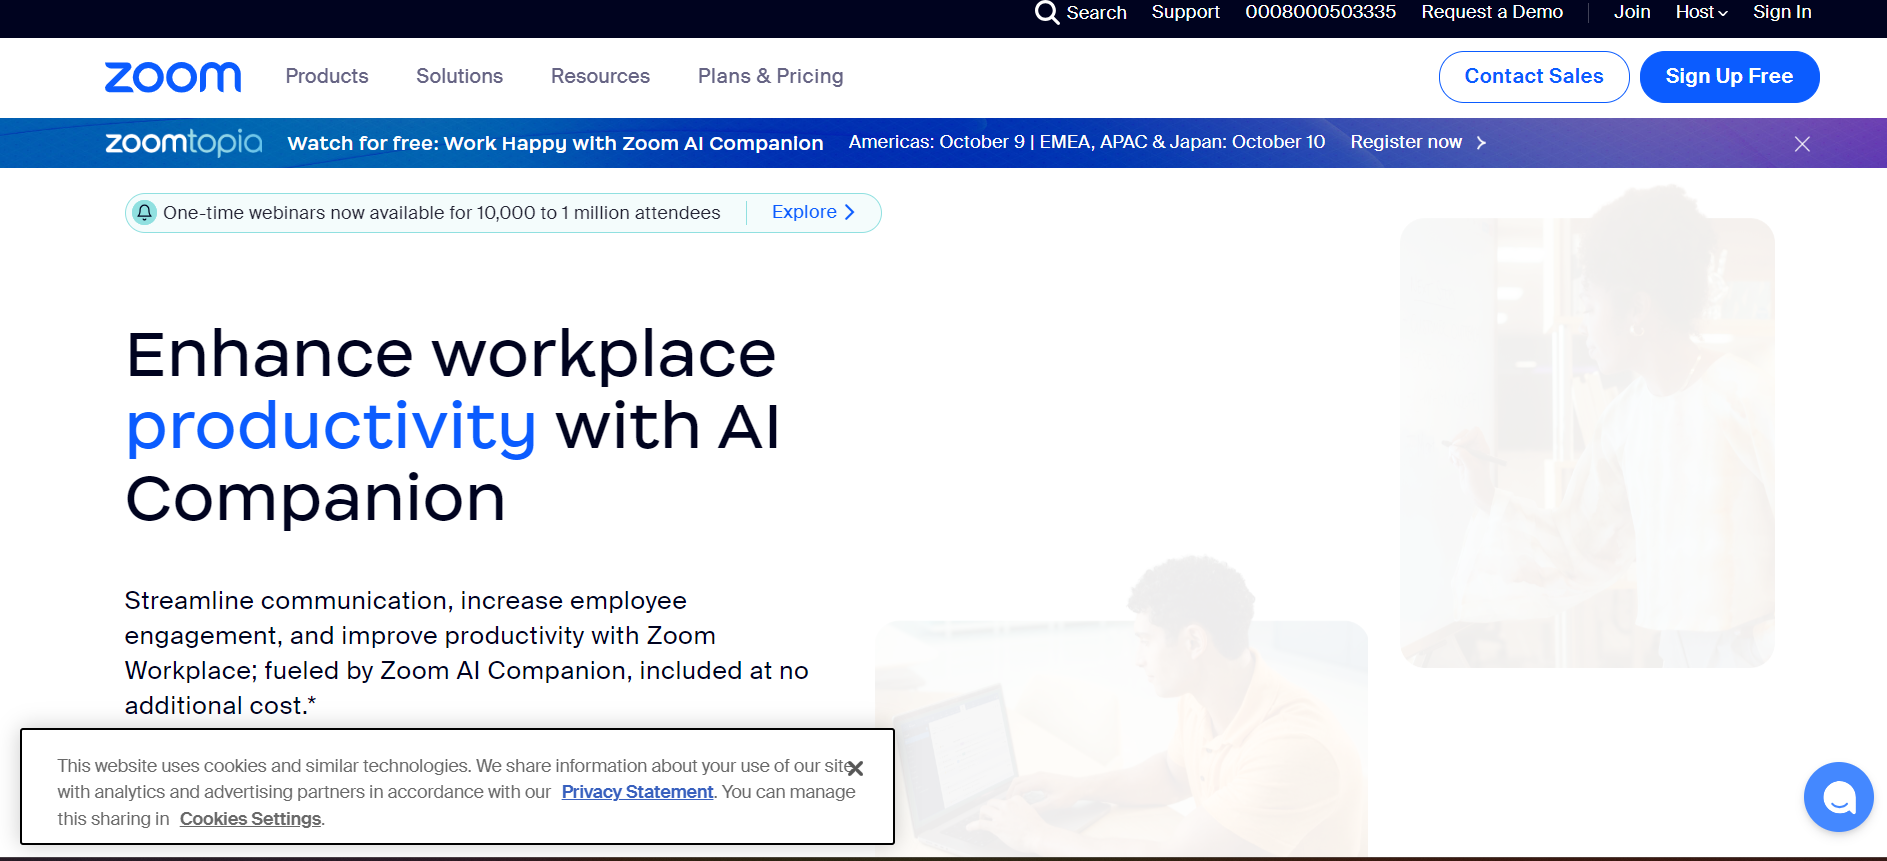 Search Support 0008000503335 Request a Demo Join Host Sign In
zoom Products Solutions Resources Plans & Pricing Contact Sales Sign Up Free
zoomtopia Watch for free: Work Happy with Zoom AI Companion Americas: October 9 | EMEA, APAC & Japan: October 10 Register now
One-time webinars now available for 10,000 to 1 million attendees Explore
Enhance workplace
productivity with AI
Companion
Streamline communication, increase employee
engagement, and improve productivity with Zoom
Workplace; fueled by Zoom AI Companion, included at no
additional cost.*
This website uses cookies and similar technologies. We share information about your use of our site
with analytics and advertising partners in accordance with our Privacy Statement. You can manage
this sharing in Cookies Settings.